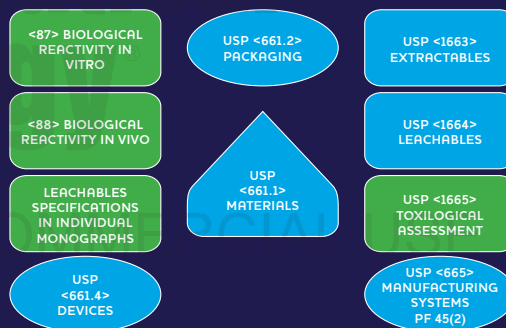 <87> BIOLOGICAL
REACTIVITY IN
VITRO
USP <661.2>
PACKAGING
USP <1663>
EXTRACTABLES
<88> BIOLOGICAL
REACTIVITY IN VIVO
USP
<661.1>
MATERIALS
USP <1664>
LEACHABLES
LEACHABLES
SPECIFICATIONS
IN INDIVIDUAL
MONOGRAPHS
USP <1665>
TOXILOGICAL
ASSESSMENT
USP
<661.4>
DEVICES
USP <665>
MANUFACTURING
SYSTEMS
PF 45(2)